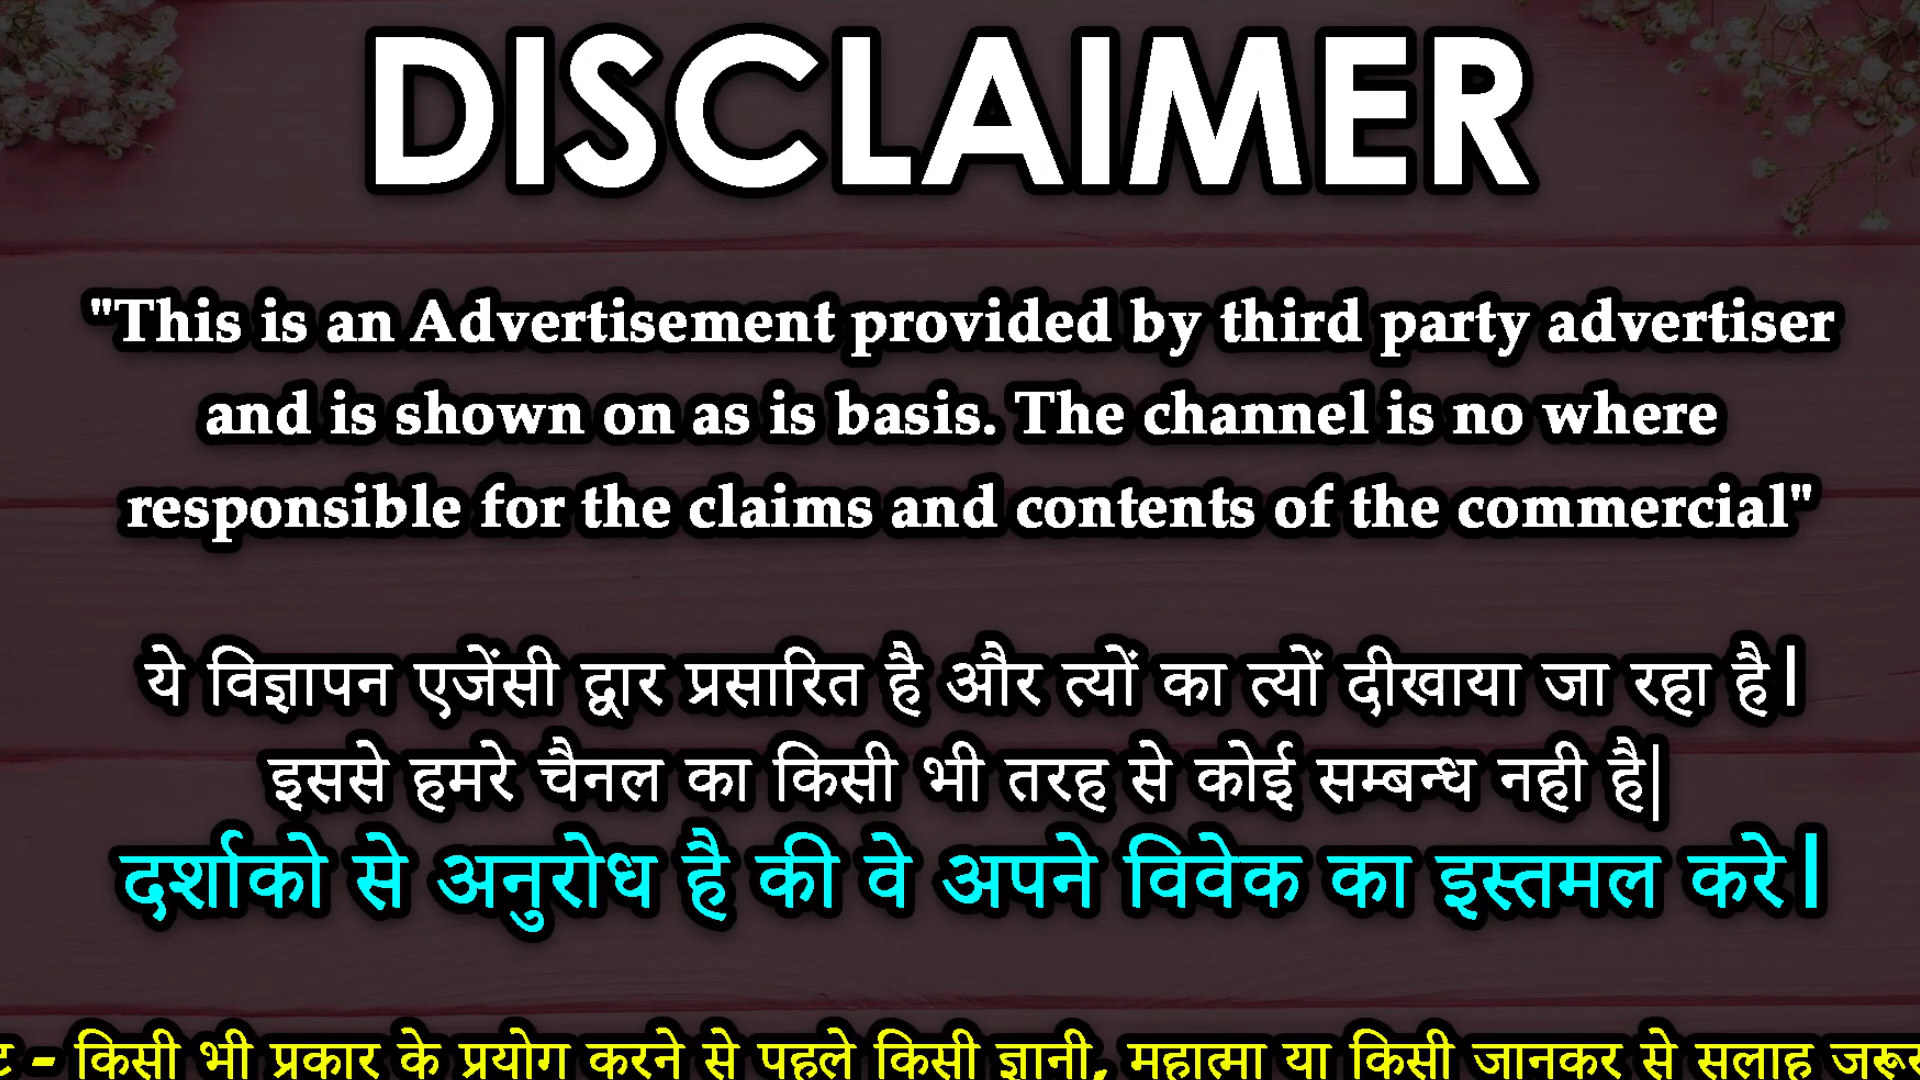 DISCLAIMER
"This is an Advertisement provided by third party advertiser
and is shown on as is basis. The channel is no where
responsible for the claims and contents of the commercial"
ये विज्ञापन एजेंसी द्वार प्रसारित है और त्यों का त्यों दीखाया जा रहा है।
इससे हमरे चैनल का किसी भी तरह से कोई सम्बन्ध नही है|
दर्शाको से अनुरोध है की वे अपने विवेक का इस्तमल करे।
- किसी भी प्रकार के प्रयोग करने से पहले किसी ज्ञानी, महात्मा या किसी जानकर से सलाह